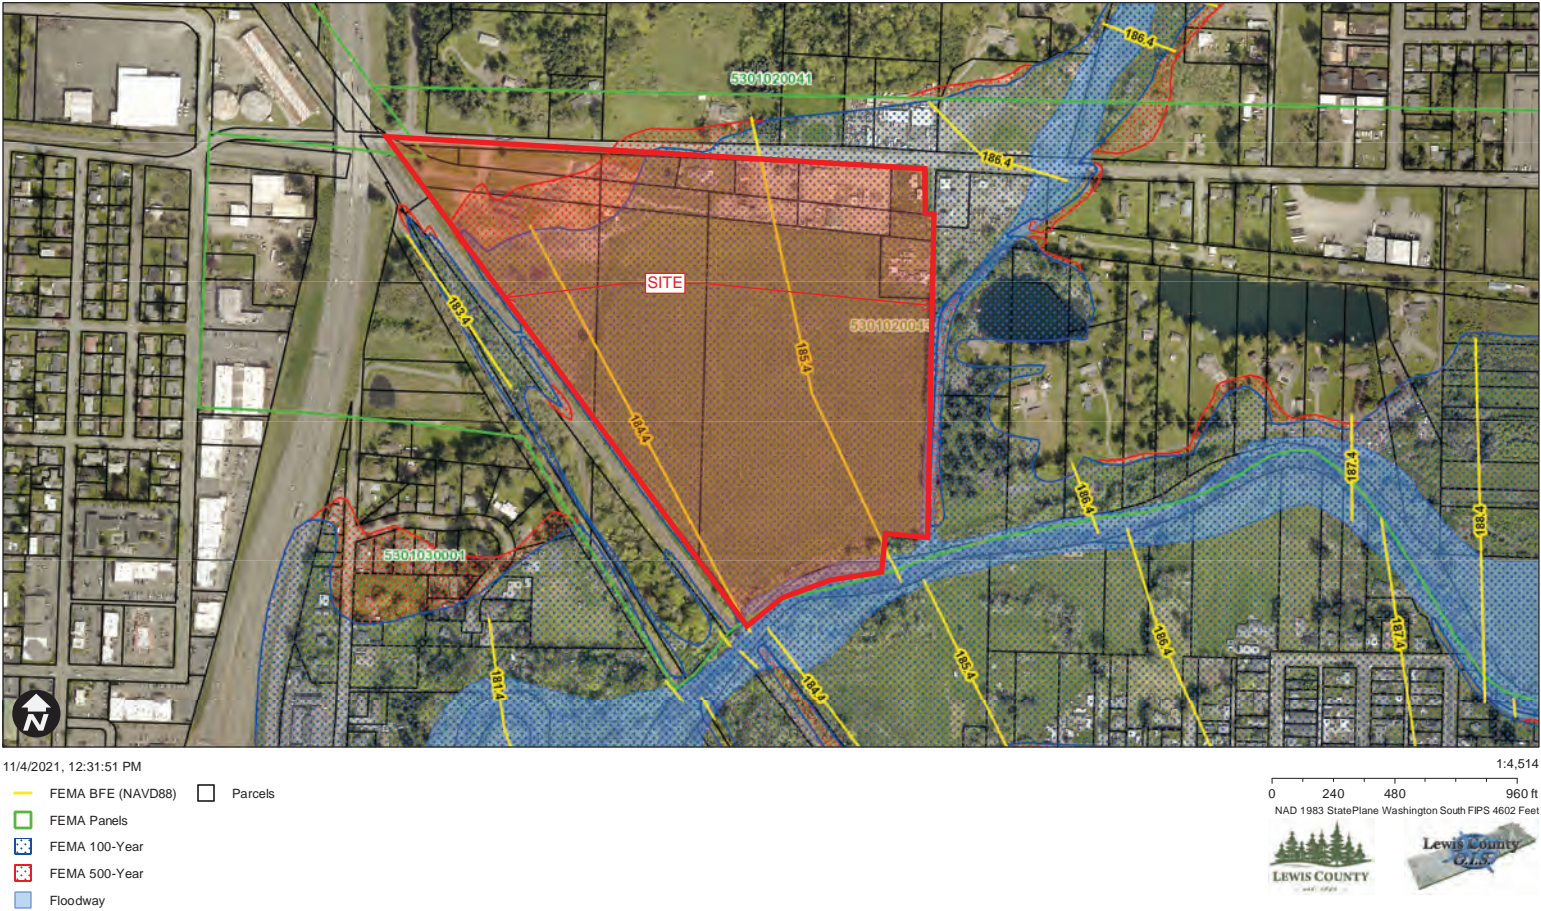 186.4
5301020041
186.4
SITE
183.4
530102004
185.4
184.4
187.4
186.4
188.4
5301030001
186.4
187.4
185.4
181.4
184.4
N
11/4/2021, 12:31:51 PM
1:4,514
FEMA BFE (NAVD88)
Parcels
FEMA Panels
FEMA 100-Year
FEMA 500-Year
Floodway
0 240 480 960 ft
NAD 1983 StatePlane Washington South FIPS 4602 Feet
LEWIS COUNTY
Lewis County
G.I.S.